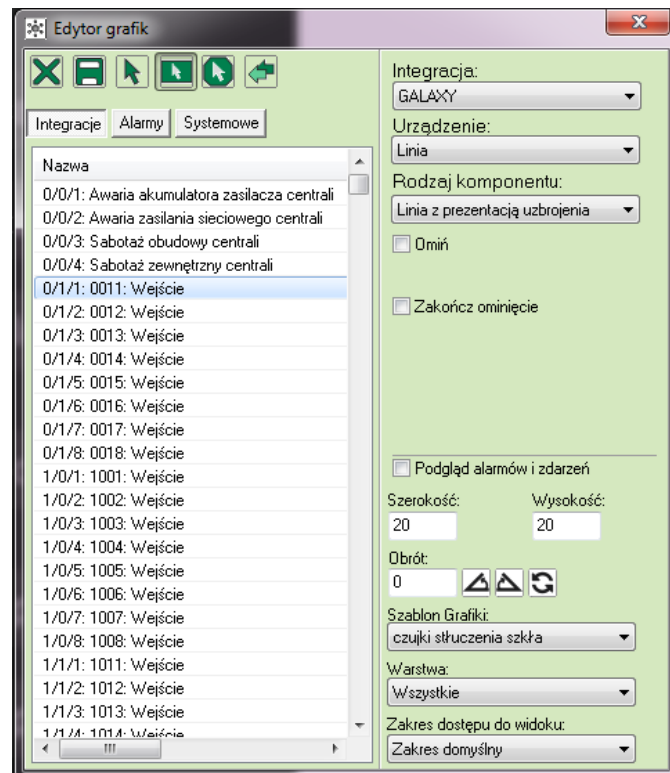 Edytor grafik
Integracje Alarmy Systemowe
Nazwa
0/0/1: Awaria akumulatora zasilacza centrali
0/0/2: Awaria zasilania sieciowego centrali
0/0/3: Sabotaż obudowy centrali
0/0/4: Sabotaż zewnętrzny centrali
0/1/1: 0011: Wejście
0/1/2: 0012: Wejście
0/1/3: 0013: Wejście
0/1/4: 0014: Wejście
0/1/5: 0015: Wejście
0/1/6: 0016: Wejście
0/1/7: 0017: Wejście
0/1/8: 0018: Wejście
1/0/1: 1001: Wejście
1/0/2: 1002: Wejście
1/0/3: 1003: Wejście
1/0/4: 1004: Wejście
1/0/5: 1005: Wejście
1/0/6: 1006: Wejście
1/0/7: 1007: Wejście
1/0/8: 1008: Wejście
1/1/1: 1011: Wejście
1/1/2: 1012: Wejście
1/1/3: 1013: Wejście
1/1/4: 1014: Wejście
Integracja:
GALAXY
Urządzenie:
Linia
Rodzaj komponentu:
Linia z prezentacją uzbrojenia
Omiń
Zakończ ominięcie
Podgląd alarmów i zdarzeń
Szerokość: Wysokość:
20 20
Obrót:
0
Szablon Grafiki:
czujki stłuczenia szkła
Warstwa:
Wszystkie
Zakres dostępu do widoku:
Zakres domyślny